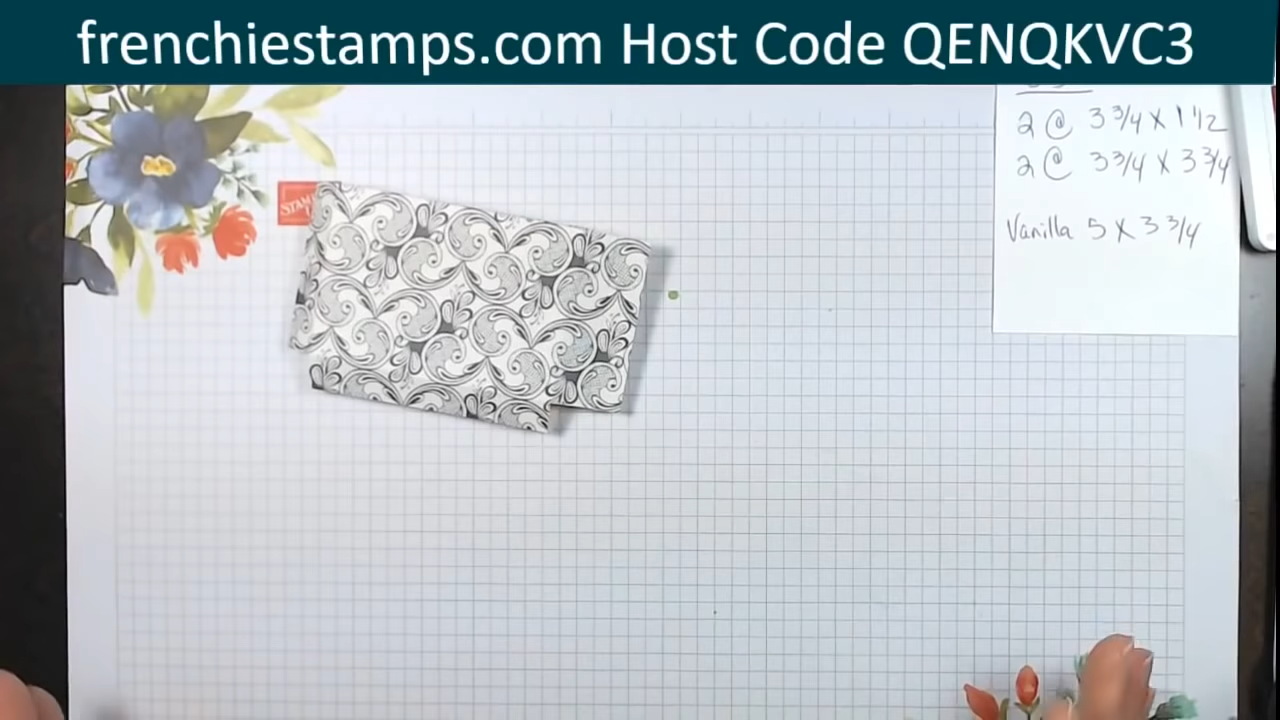 frenchiestamps.com Host Code QENQKVC3
2 @ 3 3/4 X 1 1/2
2 @ 3 3/4 X 3 3/4
Vanilla 5 X 3 3/4